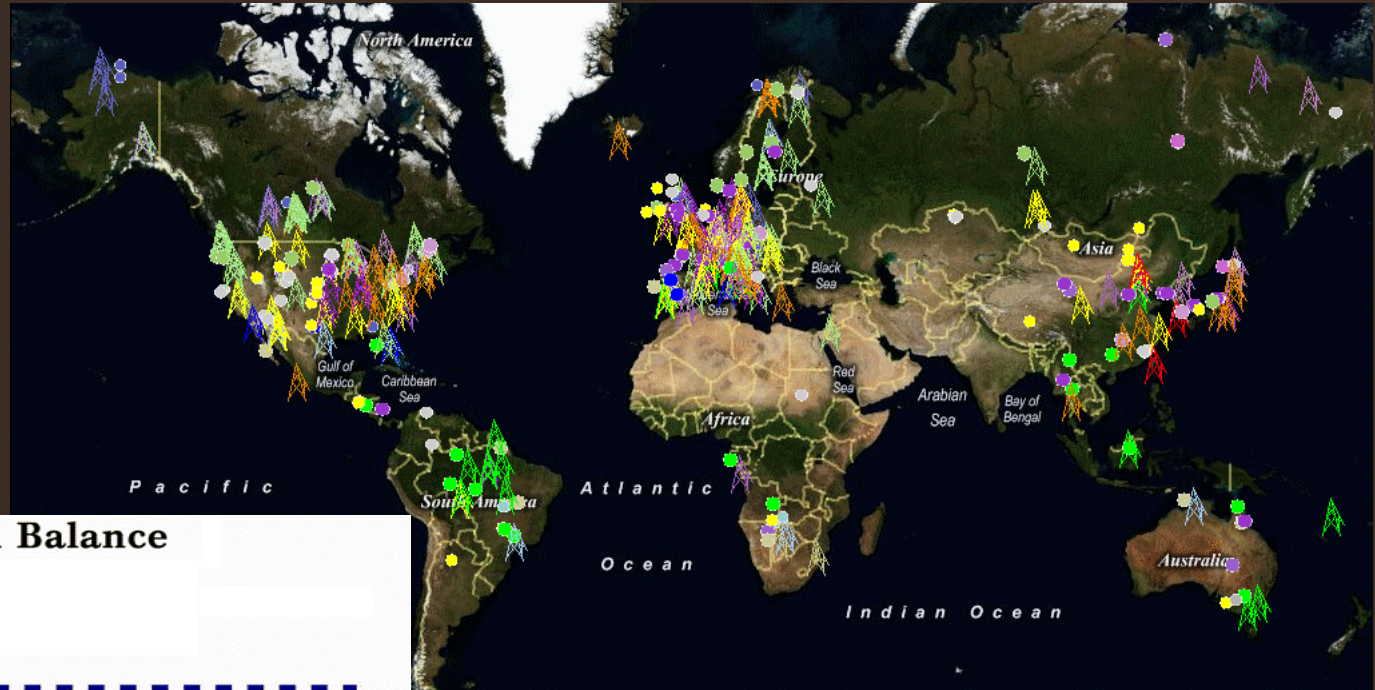 North America
Europe
Asia
Black
Sea
Sea
Gulf of
Mexico
Caribbean
Sea
Red
Sea
Arabian
Sea
Bay of
Bengal
Africa
Pacific
Atlantic
South America
Balance
Ocean
Australia
Indian Ocean